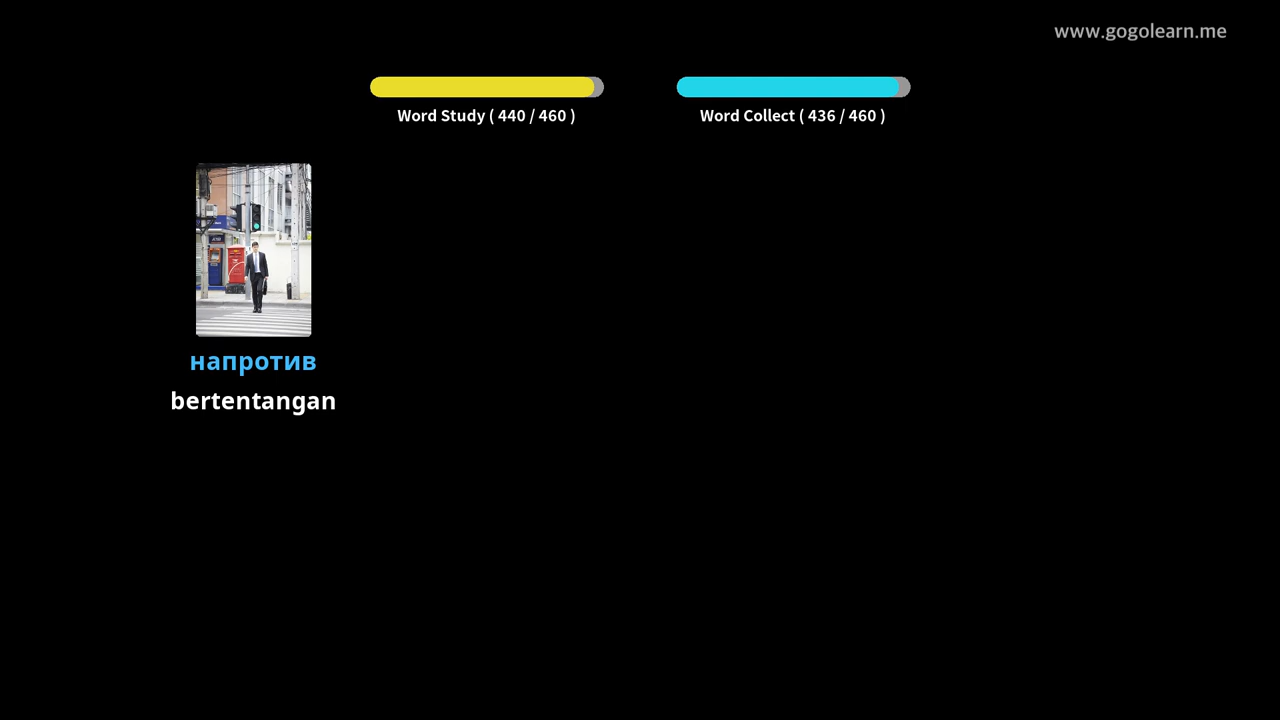 www.gogolearn.me
Word Study ( 440 / 460 )
Word Collect ( 436 / 460 )
напротив
bertentangan